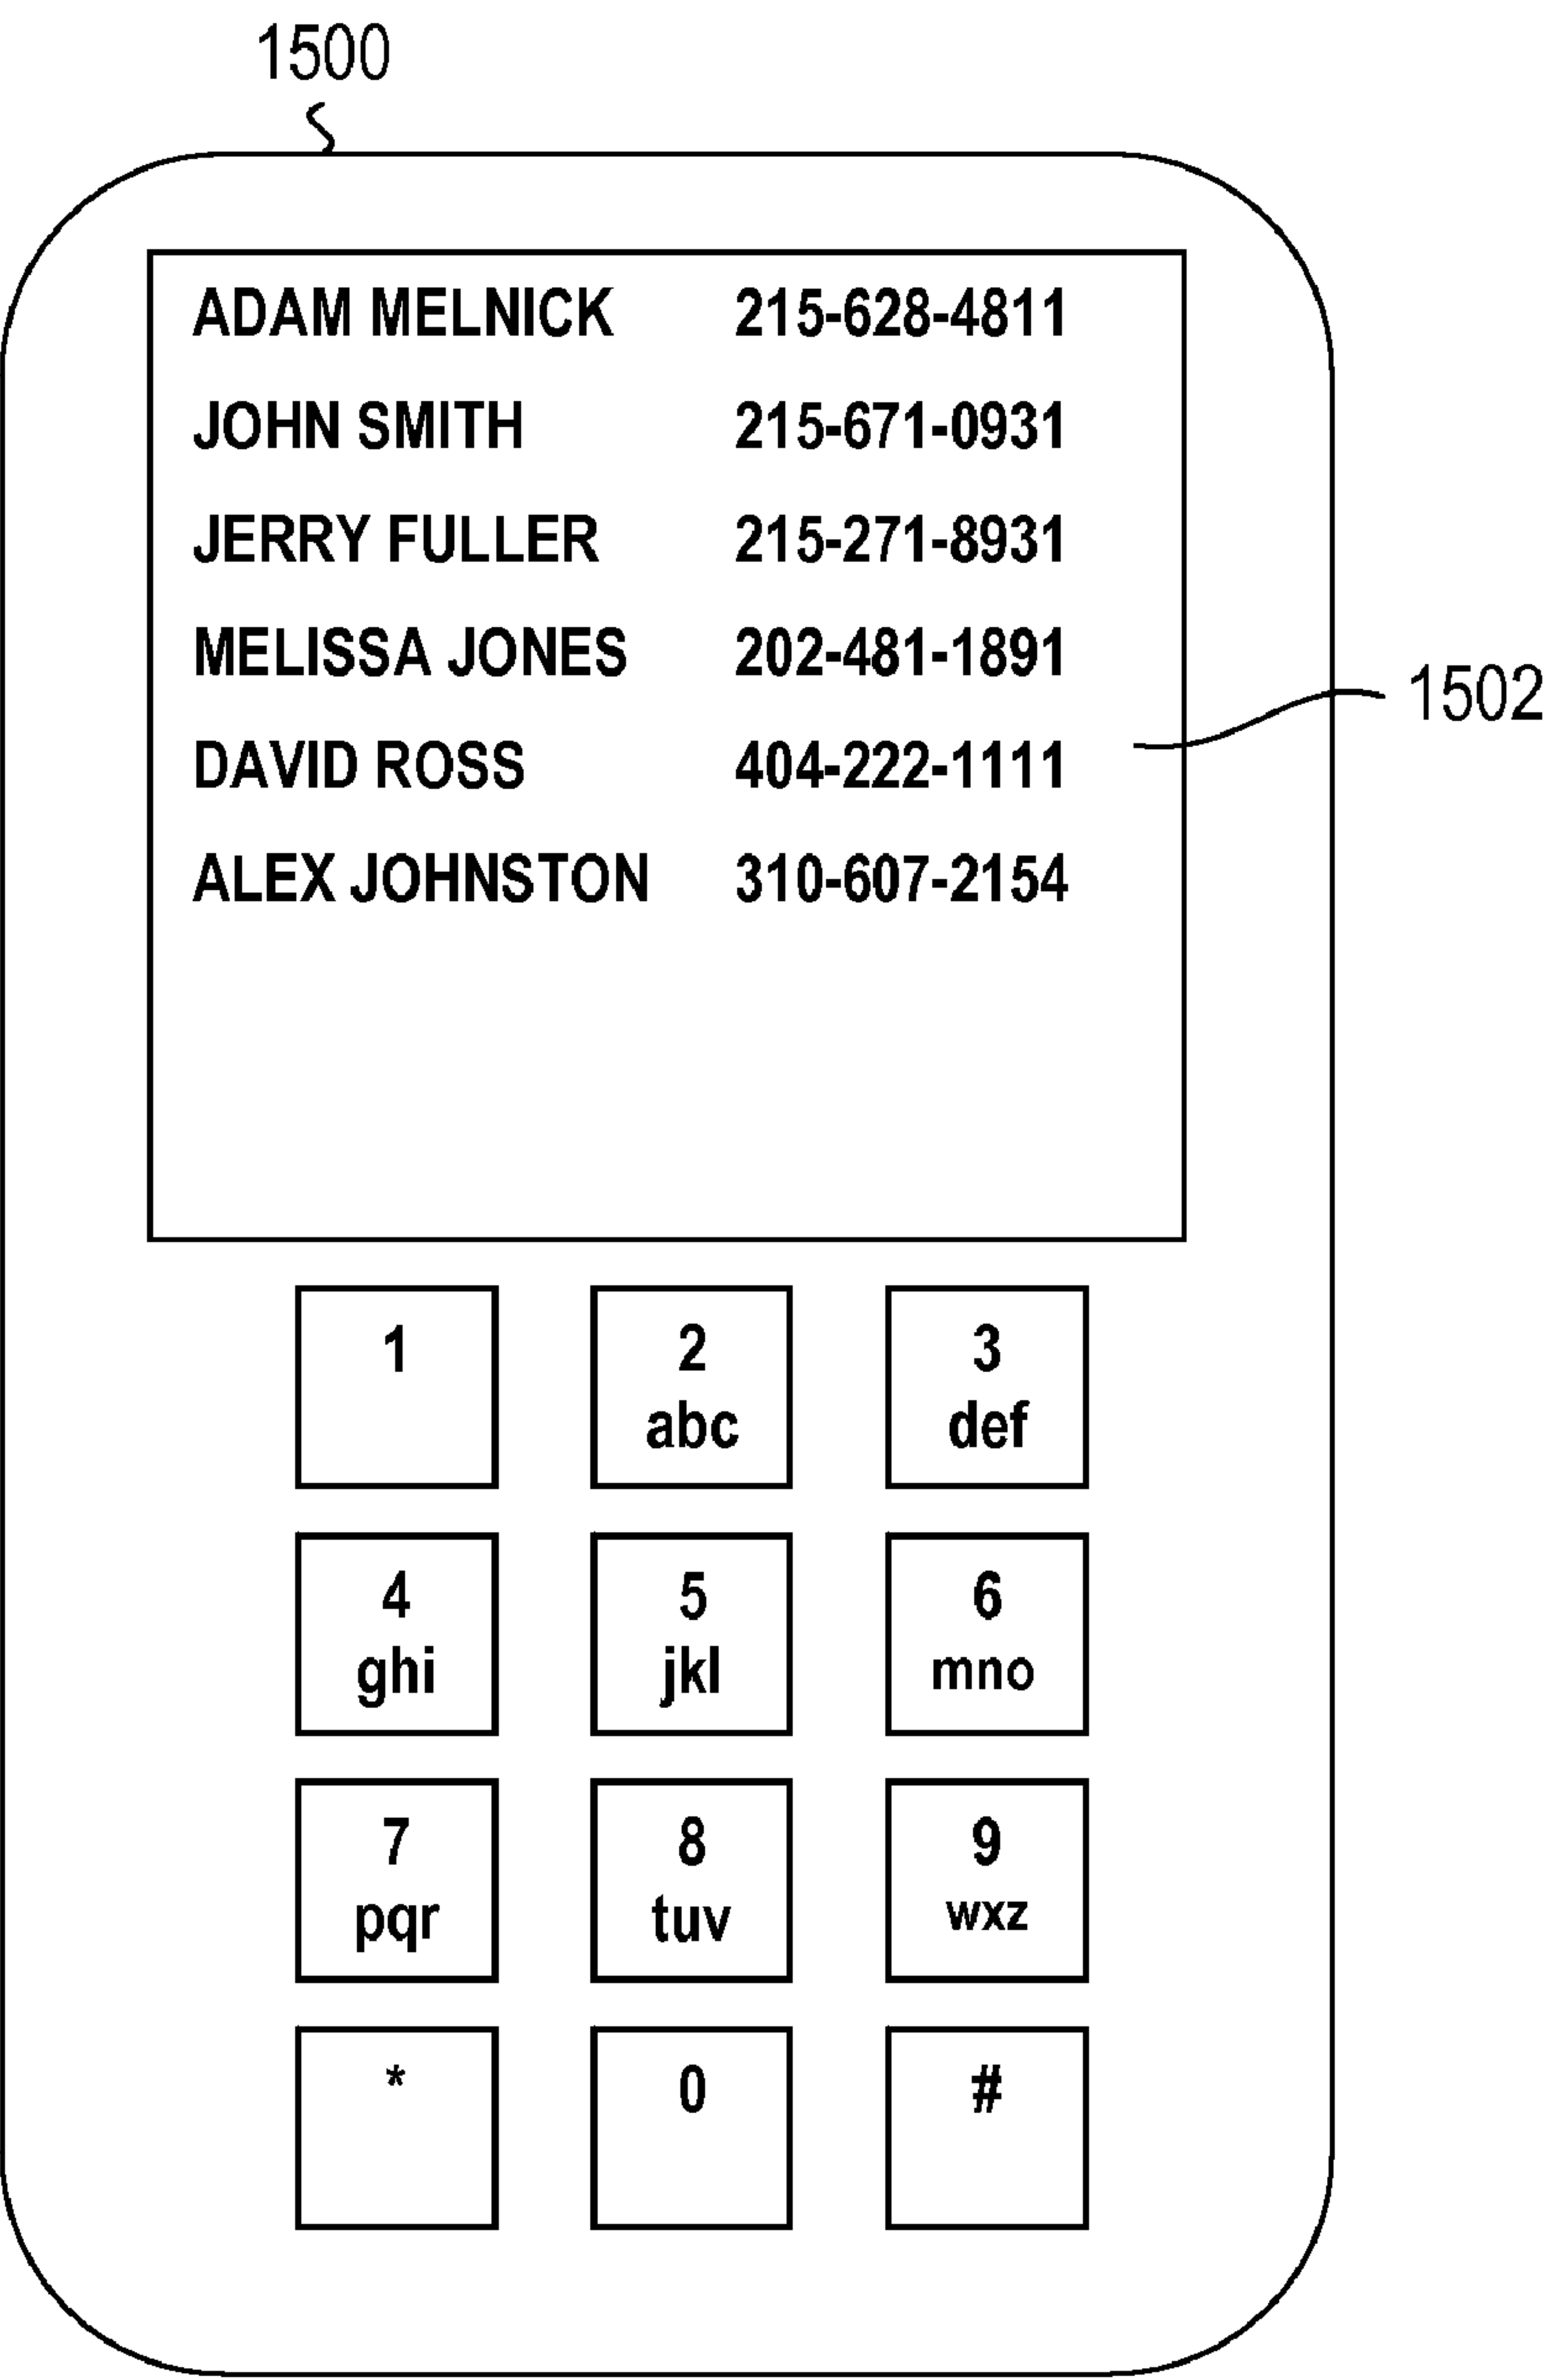 1500
ADAM MELNICK 215-628-4811
JOHN SMITH 215-671-0931
JERRY FULLER 215-271-8931
MELISSA JONES 202-481-1891
1502
DAVID ROSS 404-222-1111
ALEX JOHNSTON 310-607-2154
1 2 3
abc def
4 5 6
ghi jkl mno
7 8 9
pqr tuv wxz
* 0 #